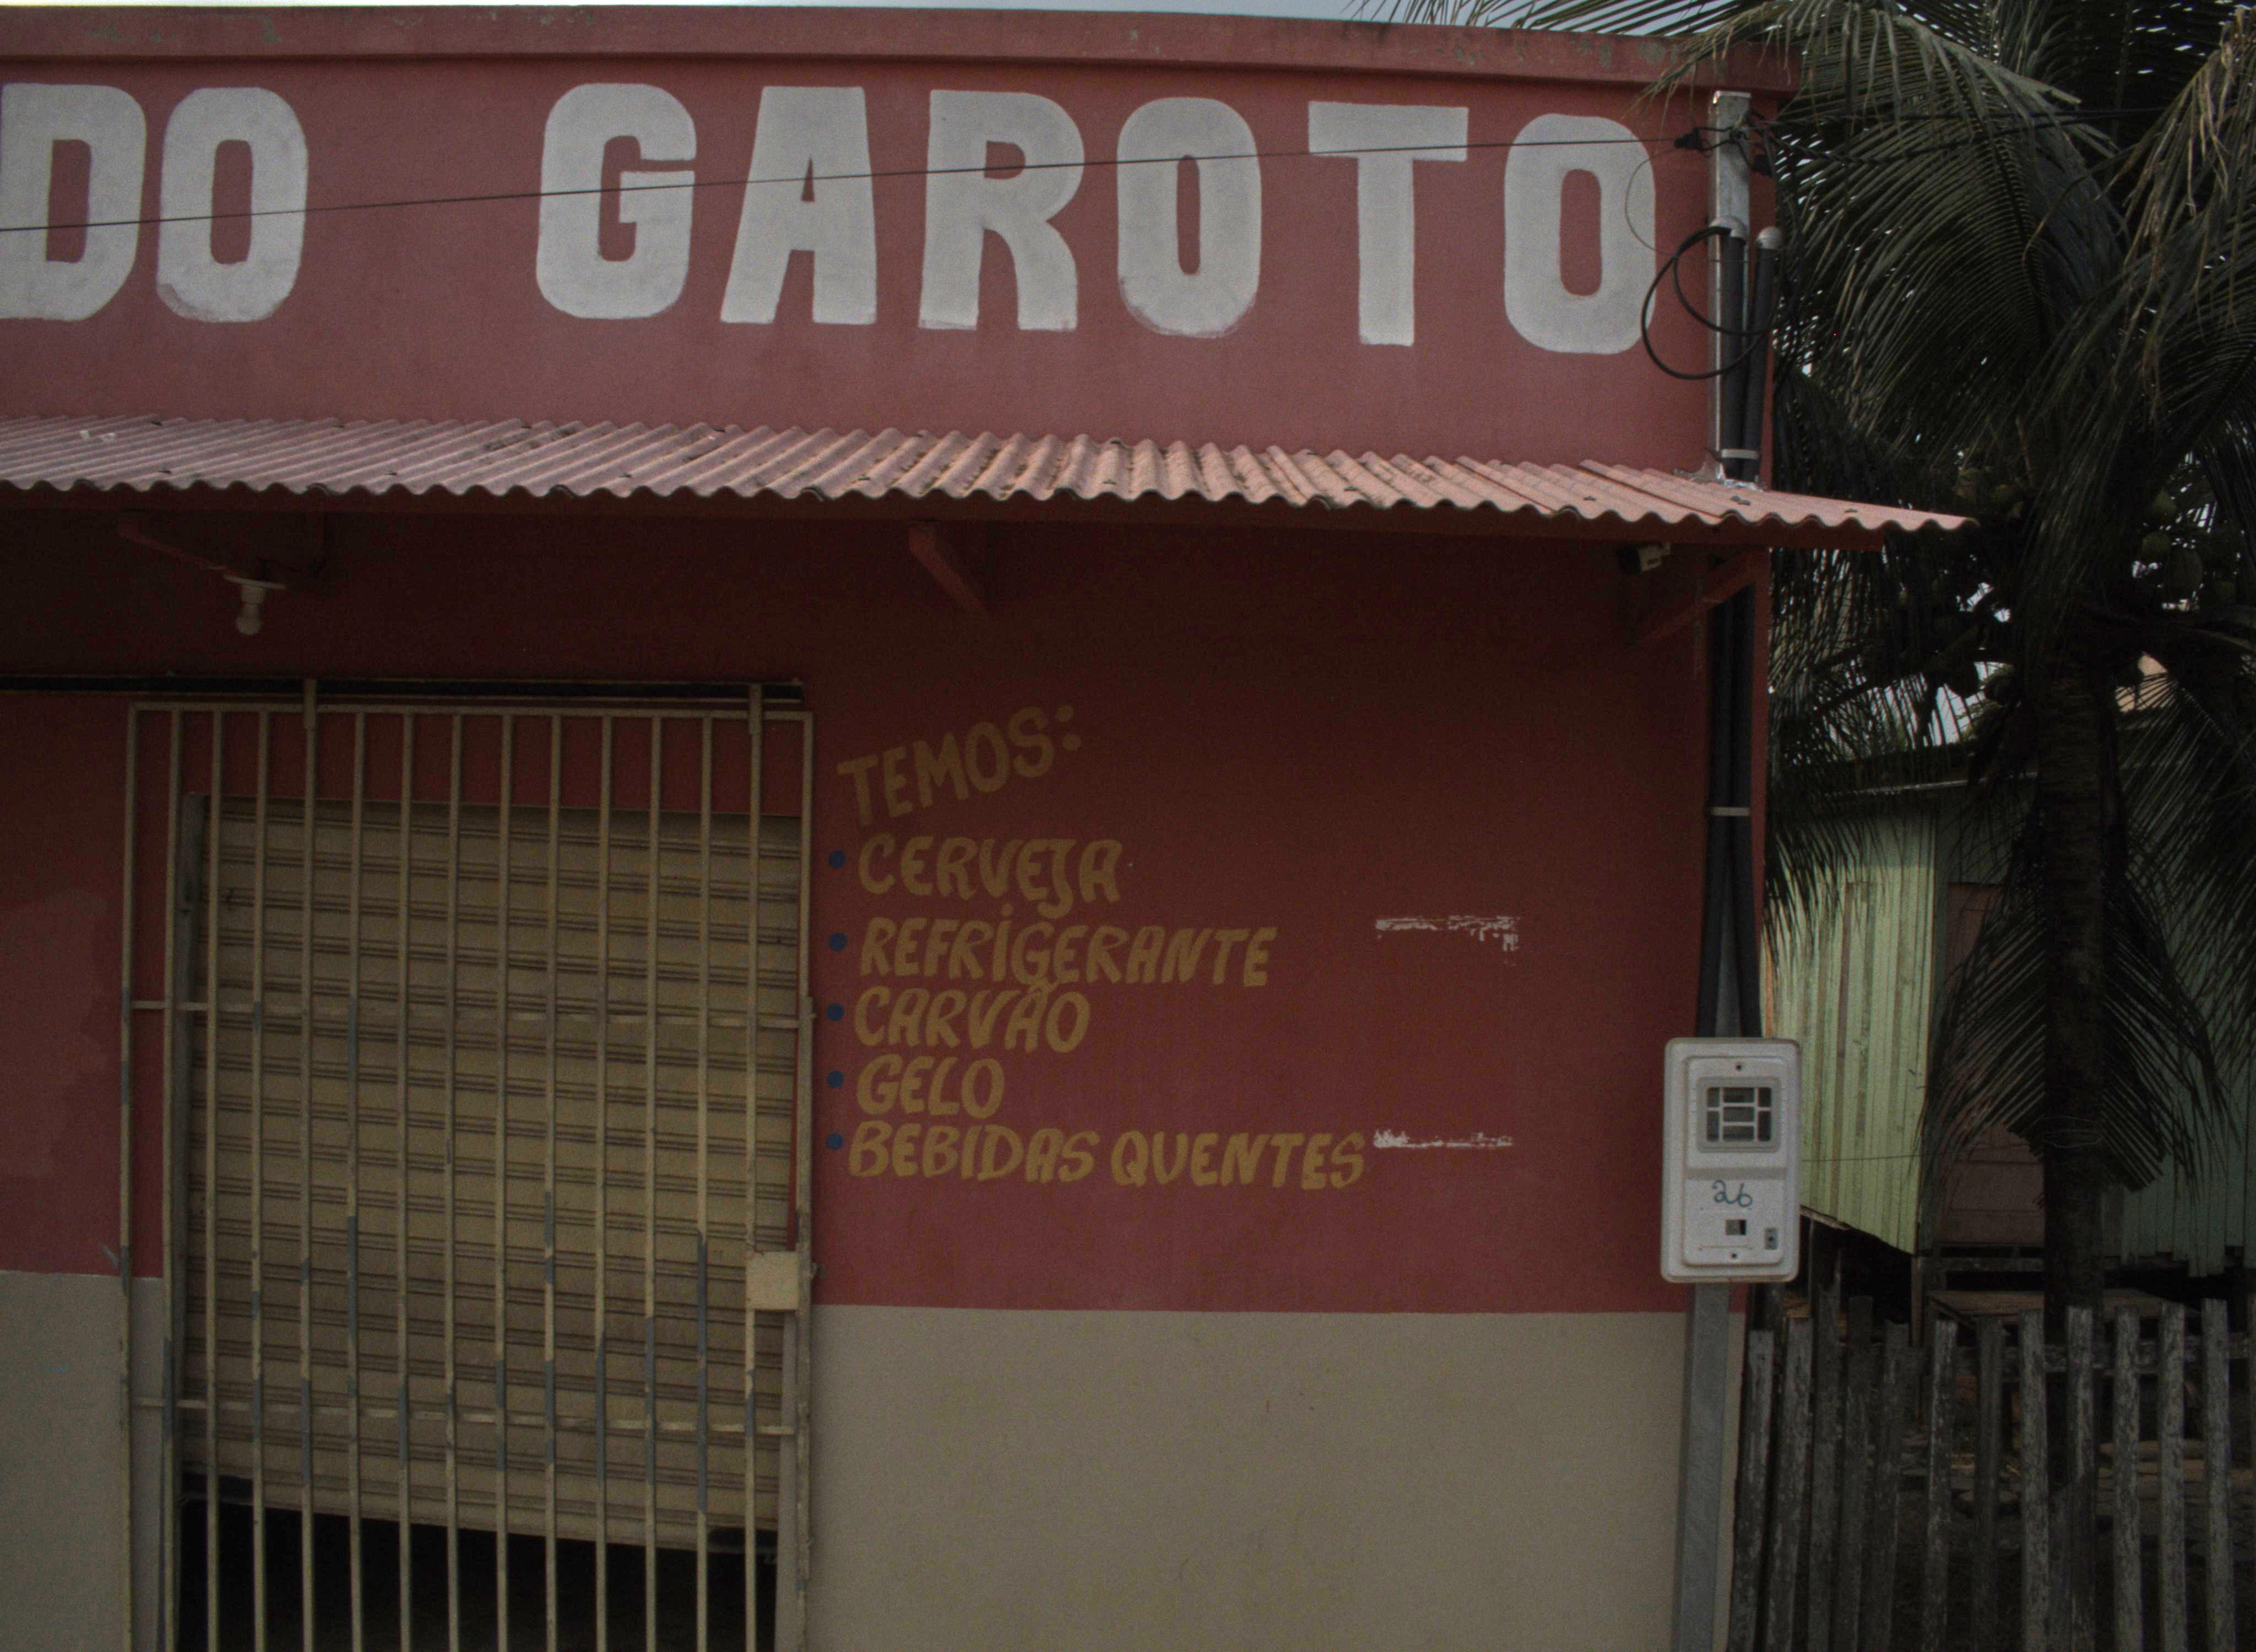 DO GAROTO
TEMOS:
• CERVEJA
• REFRIGERANTE
• CARVÃO
• GELO
• BEBIDAS QUENTES
26